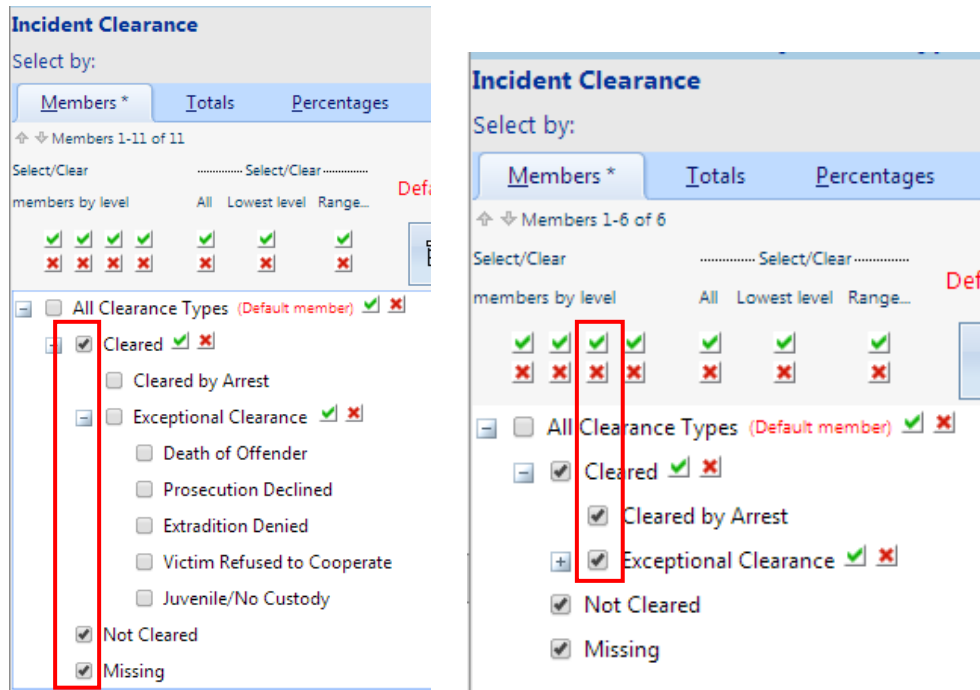 Incident Clearance
Select by:
Members *
Totals
Percentages
Members 1-11 of 11
Select/Clear
Select/Clear
members by level
All
Lowest level
Range...
All Clearance Types (Default member)
Cleared
Cleared by Arrest
Exceptional Clearance
Death of Offender
Prosecution Declined
Extradition Denied
Victim Refused to Cooperate
Juvenile/No Custody
Not Cleared
Missing
Incident Clearance
Select by:
Members *
Totals
Percentages
Members 1-6 of 6
Select/Clear
Select/Clear
members by level
All
Lowest level
Range...
All Clearance Types (Default member)
Cleared
Cleared by Arrest
Exceptional Clearance
Not Cleared
Missing